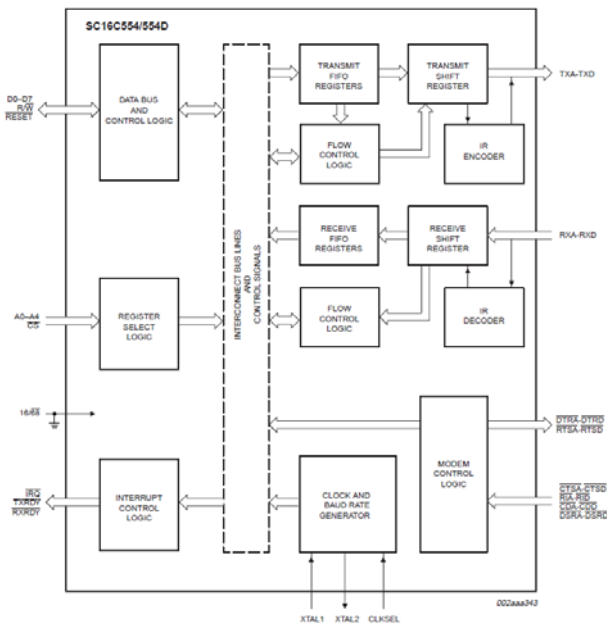 SC16C554/554D
D0–D7
R/W
RESET
DATA BUS
AND
CONTROL LOGIC
A0–A4
CS
REGISTER
SELECT
LOGIC
16/68
IRQ
TXRDY
RXRDY
INTERRUPT
CONTROL
LOGIC
INTERCONNECT BUS LINES
AND
CONTROL SIGNALS
TRANSMIT
FIFO
REGISTERS
TRANSMIT
SHIFT
REGISTER
TXA-TXD
FLOW
CONTROL
LOGIC
IR
ENCODER
RECEIVE
FIFO
REGISTERS
RECEIVE
SHIFT
REGISTER
RXA-RXD
FLOW
CONTROL
LOGIC
IR
DECODER
DTRA-DTRD
RTSA-RTSD
MODEM
CONTROL
LOGIC
CLOCK AND
BAUD RATE
GENERATOR
CTSA-CTSD
RIA-RID
CDA-CDD
DSRA-DSRD
XTAL1
XTAL2
CLKSEL
002aaa343